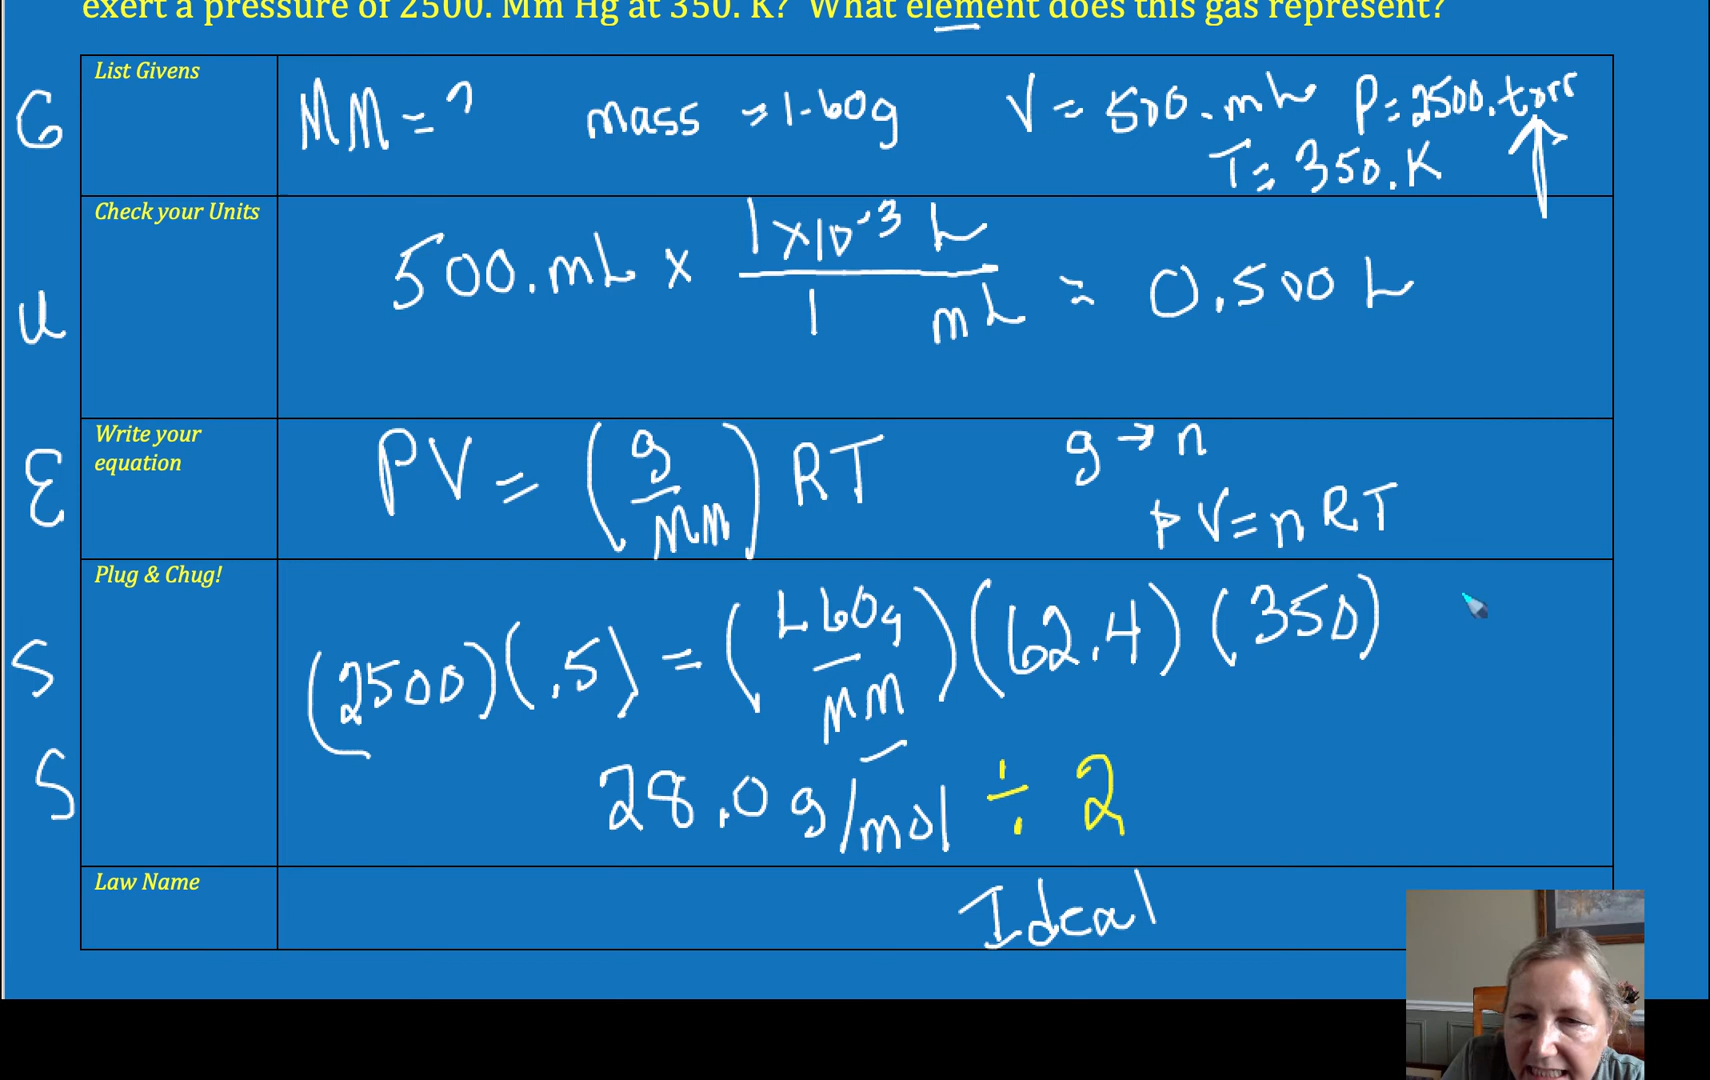 exert a pressure of 2500. Mm Hg at 350. K? What element does this gas represent?
G
List Givens
MM = ?
mass = 1.60g
V = 500.mL
P = 2500.torr
T = 350.K
U
Check your Units
500.mL x 1x10⁻³ L / 1 mL = 0.500 L
E
Write your
equation
PV = (g/MM) RT
g → n
PV = nRT
S
Plug & Chug!
(2500)(.5) = (1.60g/MM)(62.4)(350)
S
28.0 g/mol ÷ 2
Law Name
Ideal